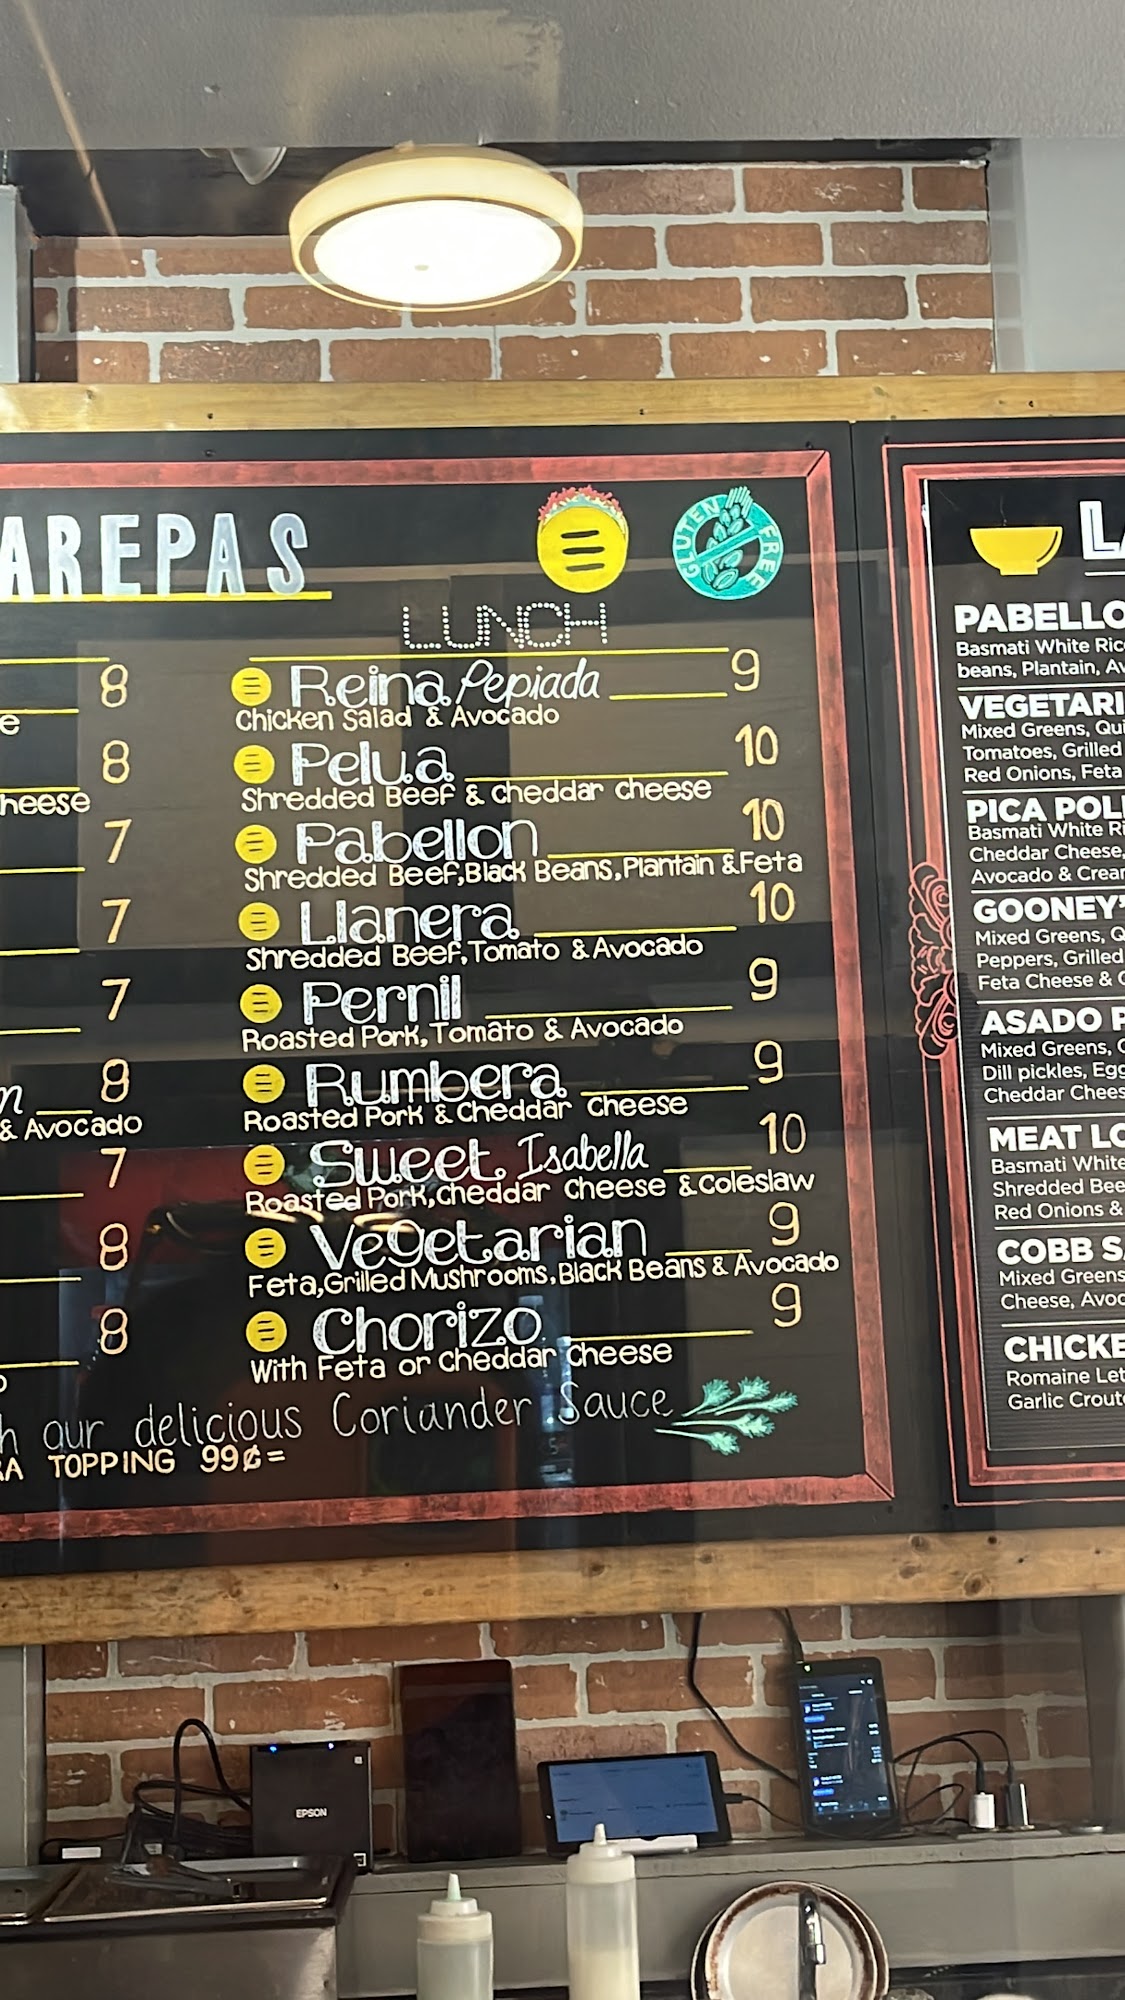 AREPAS
GLUTEN FREE
LUNCH
8
e
8
heese
7
7
7
8
& Avocado
7
8
8
Reina Pepiada 9
Chicken Salad & Avocado
Pelua 10
Shredded Beef & cheddar cheese
Pabellon 10
Shredded Beef, Black Beans, Plantain & Feta
Llanera 10
Shredded Beef, Tomato & Avocado
Pernil 9
Roasted Pork, Tomato & Avocado
Rumbera 9
Roasted Pork & Cheddar cheese
Sweet Isabella 10
Roasted Pork, cheddar Cheese & Coleslaw
Vegetarian 9
Feta, Grilled Mushrooms, Black Beans & Avocado
Chorizo 9
With Feta or cheddar cheese
h our delicious Coriander Sauce
RA TOPPING 99¢=
LA
PABELLO
Basmati White Ric
beans, Plantain, Av
VEGETARI
Mixed Greens, Qui
Tomatoes, Grilled
Red Onions, Feta
PICA POL
Basmati White Ri
Cheddar Cheese,
Avocado & Crear
GOONEY'
Mixed Greens, Q
Peppers, Grilled
Feta Cheese & C
ASADO P
Mixed Greens, C
Dill pickles, Egg
Cheddar Chees
MEAT LO
Basmati White
Shredded Bee
Red Onions &
COBB S
Mixed Greens
Cheese, Avoc
CHICKE
Romaine Let
Garlic Crout
EPSON